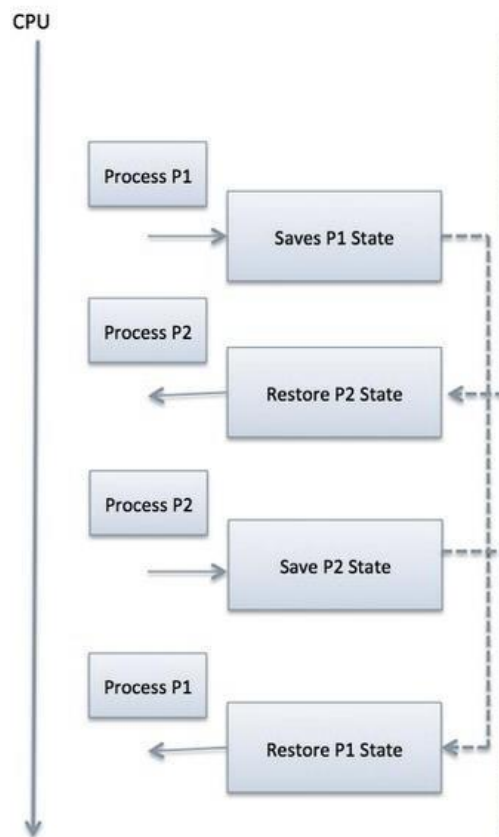 CPU
Process P1
Saves P1 State
Process P2
Restore P2 State
Process P2
Save P2 State
Process P1
Restore P1 State